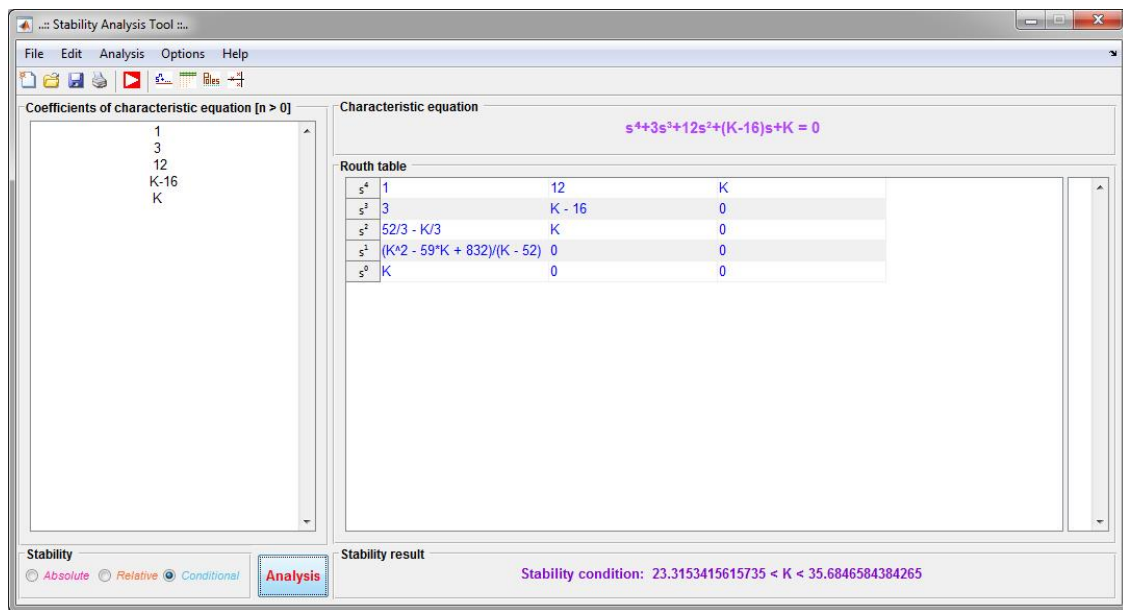 ..:: Stability Analysis Tool ::..
File Edit Analysis Options Help
Poles
Coefficients of characteristic equation [n > 0]
1
3
12
K-16
K
Characteristic equation
s⁴+3s³+12s²+(K-16)s+K = 0
Routh table
s⁴ 1 12 K
s³ 3 K - 16 0
s² 52/3 - K/3 K 0
s¹ (K^2 - 59*K + 832)/(K - 52) 0 0
s⁰ K 0 0
Stability
Absolute Relative Conditional
Analysis
Stability result
Stability condition: 23.3153415615735 < K < 35.6846584384265